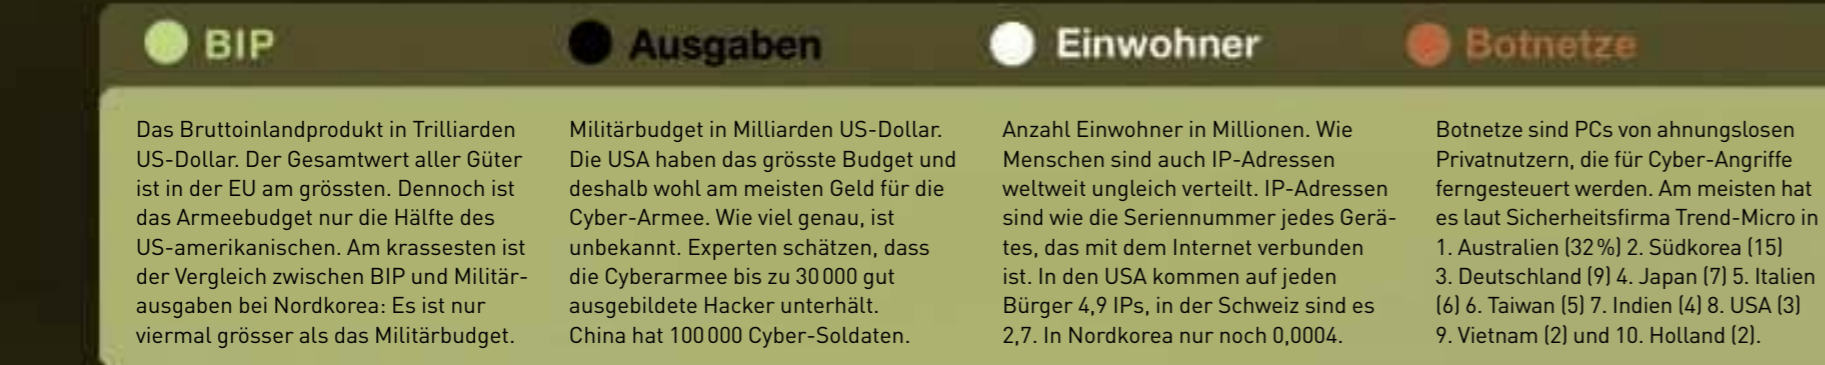 BIP
Das Bruttoinlandprodukt in Trilliarden
US-Dollar. Der Gesamtwert aller Güter
ist in der EU am grössten. Dennoch ist
das Armeebudget nur die Hälfte des
US-amerikanischen. Am krassesten ist
der Vergleich zwischen BIP und Militär-
ausgaben bei Nordkorea: Es ist nur
viermal grösser als das Militärbudget.
Ausgaben
Militärbudget in Milliarden US-Dollar.
Die USA haben das grösste Budget und
deshalb wohl am meisten Geld für die
Cyber-Armee. Wie viel genau, ist
unbekannt. Experten schätzen, dass
die Cyberarmee bis zu 30 000 gut
ausgebildete Hacker unterhält.
China hat 100 000 Cyber-Soldaten.
Einwohner
Anzahl Einwohner in Millionen. Wie
Menschen sind auch IP-Adressen
weltweit ungleich verteilt. IP-Adressen
sind wie die Seriennummer jedes Gerä-
tes, das mit dem Internet verbunden
ist. In den USA kommen auf jeden
Bürger 4,9 IPs, in der Schweiz sind es
2,7. In Nordkorea nur noch 0,0004.
Botnetze
Botnetze sind PCs von ahnungslosen
Privatnutzern, die für Cyber-Angriffe
ferngesteuert werden. Am meisten hat
es laut Sicherheitsfirma Trend-Micro in
1. Australien (32 %) 2. Südkorea (15)
3. Deutschland (9) 4. Japan (7) 5. Italien
(6) 6. Taiwan (5) 7. Indien (4) 8. USA (3)
9. Vietnam (2) und 10. Holland (2).